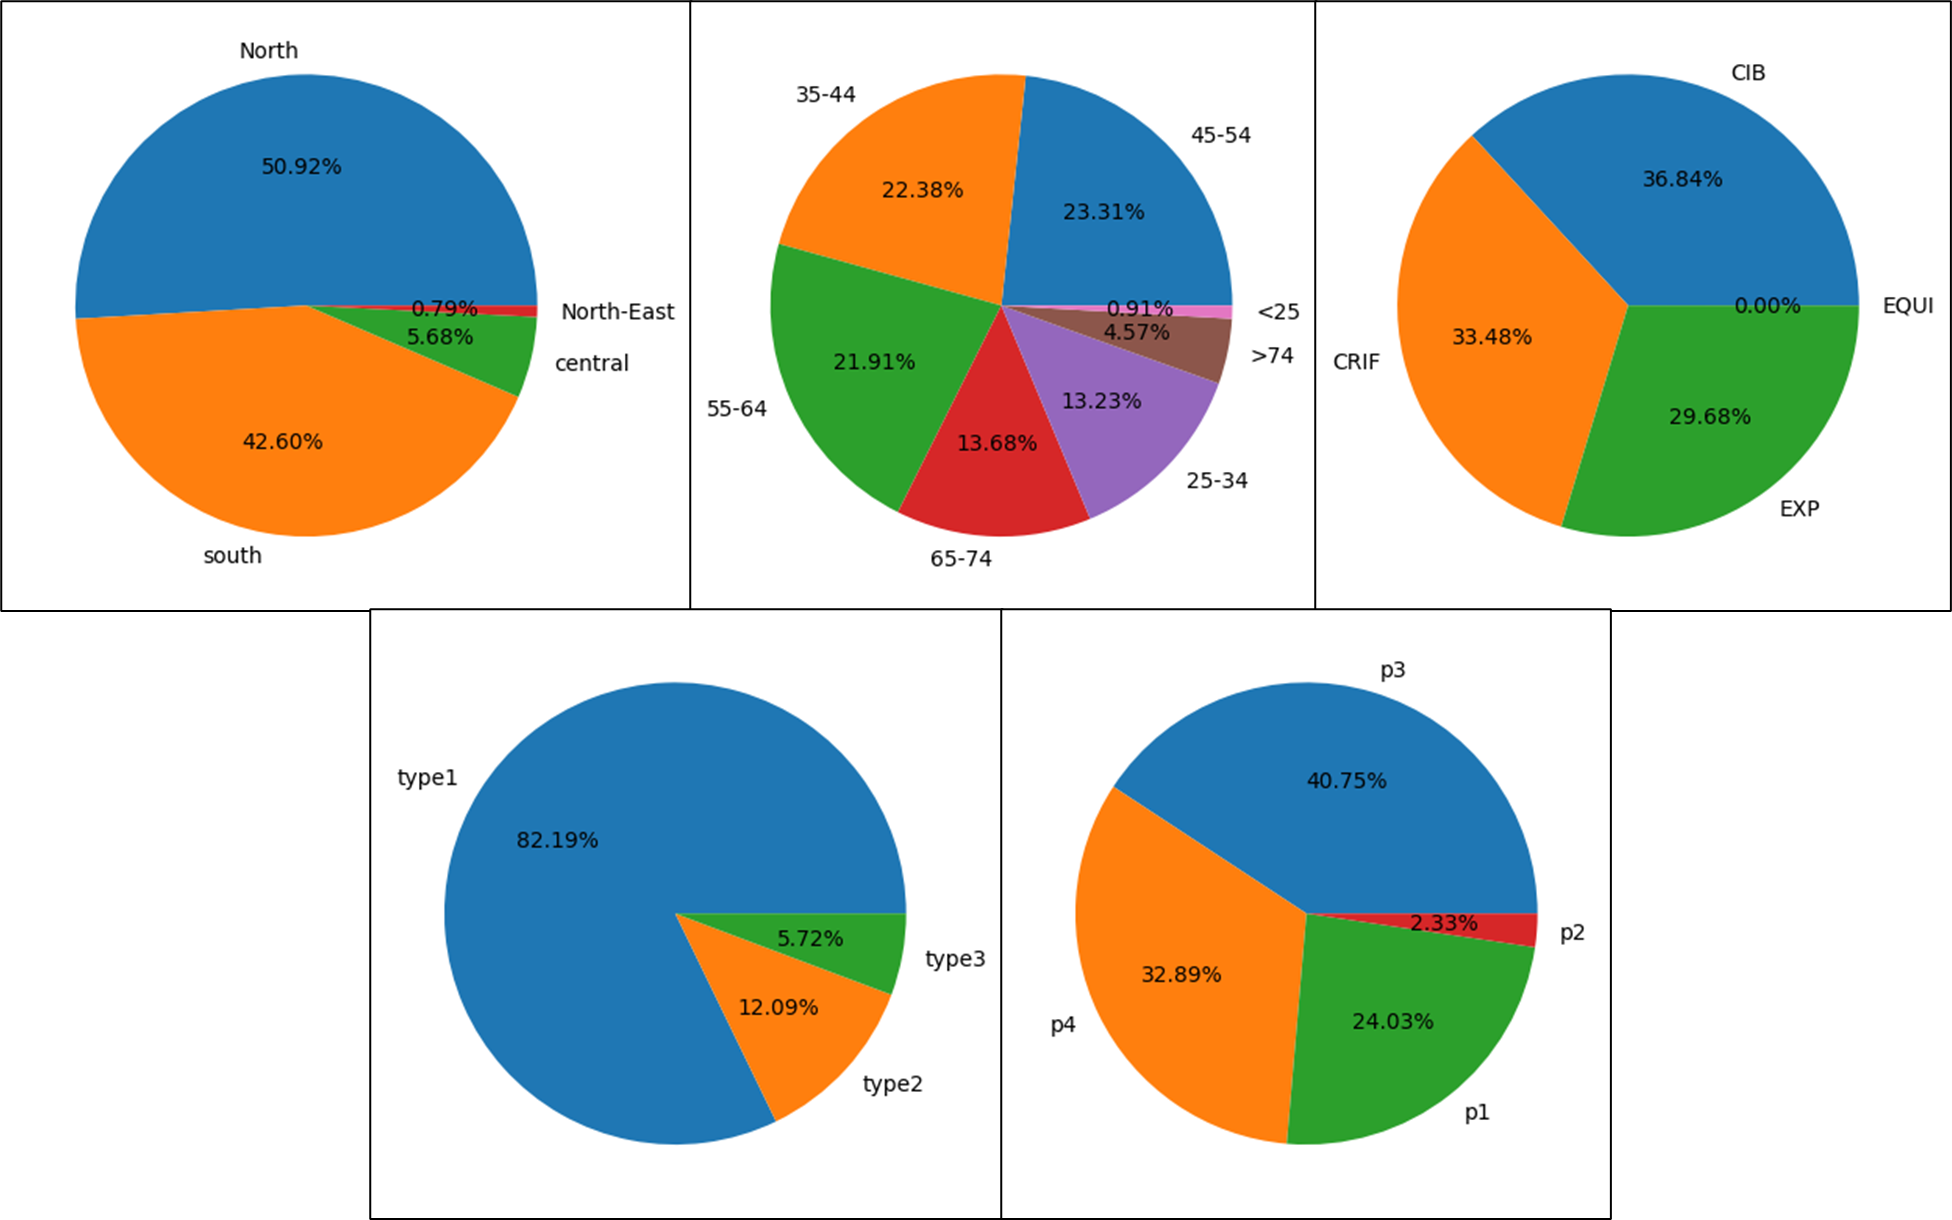 North
50.92%
0.79%
North-East
5.68%
central
42.60%
south
35-44
45-54
22.38%
23.31%
0.91%
<25
4.57%
>74
21.91%
13.23%
55-64
13.68%
25-34
65-74
CIB
36.84%
0.00%
EQUI
33.48%
CRIF
29.68%
EXP
type1
82.19%
5.72%
type3
12.09%
type2
p3
40.75%
2.33%
p2
32.89%
p4
24.03%
p1